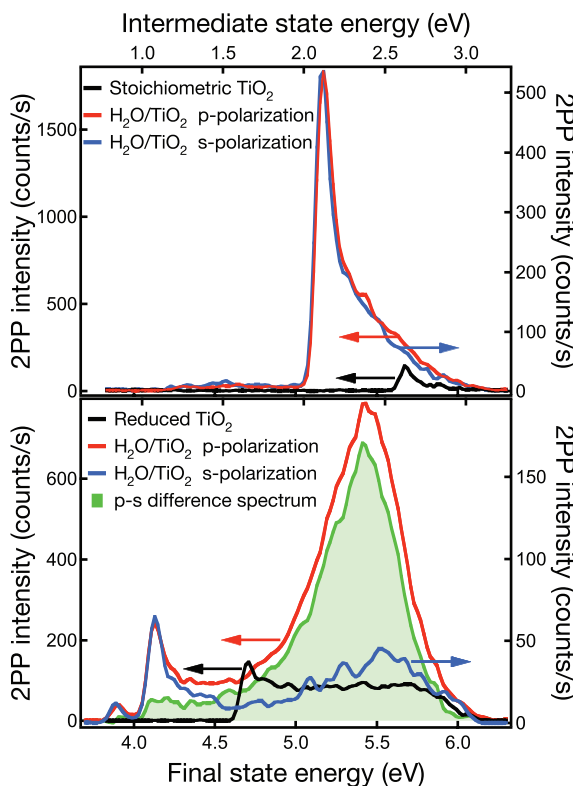 Intermediate state energy (eV)
1.0 1.5 2.0 2.5 3.0
Stoichiometric TiO₂
H₂O/TiO₂ p-polarization
H₂O/TiO₂ s-polarization
2PP intensity (counts/s)
1500
1000
500
0
2PP intensity (counts/s)
500
400
300
200
100
0
Reduced TiO₂
H₂O/TiO₂ p-polarization
H₂O/TiO₂ s-polarization
p-s difference spectrum
2PP intensity (counts/s)
600
400
200
0
2PP intensity (counts/s)
150
100
50
0
4.0 4.5 5.0 5.5 6.0
Final state energy (eV)